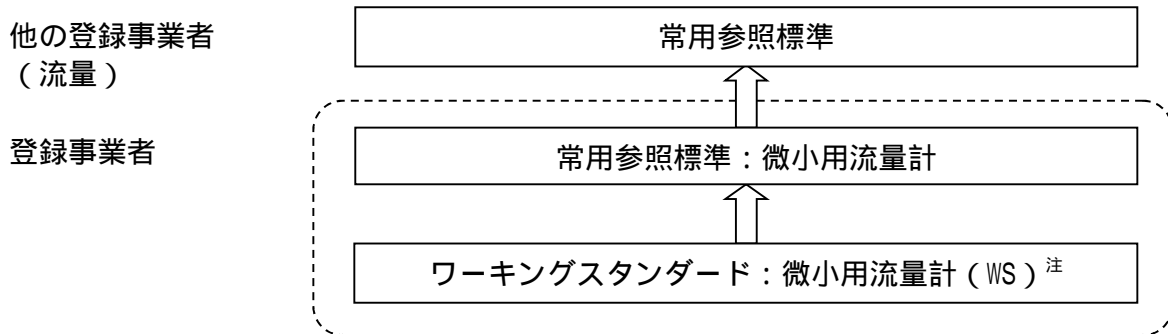 他の登録事業者
（流量）
常用参照標準
登録事業者
常用参照標準：微小用流量計
ワーキングスタンダード：微小用流量計（WS）注